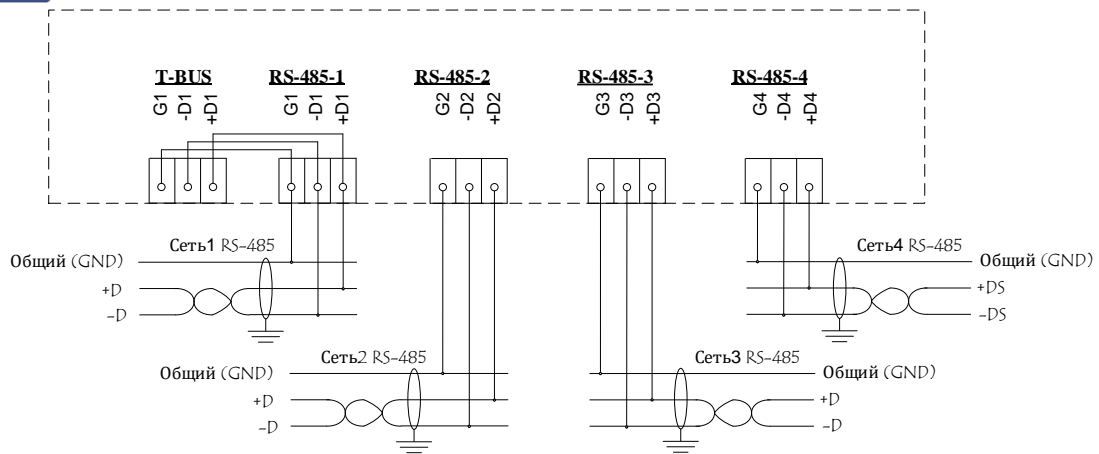 T-BUS RS-485-1 RS-485-2 RS-485-3 RS-485-4
G1 -D1 +D1 G1 -D1 +D1 G2 -D2 +D2 G3 -D3 +D3 G4 -D4 +D4
Сеть1 RS-485 Сеть4 RS-485
Общий (GND) Общий (GND)
+D +DS
-D -DS
Сеть2 RS-485 Сеть3 RS-485
Общий (GND) Общий (GND)
+D +D
-D -D